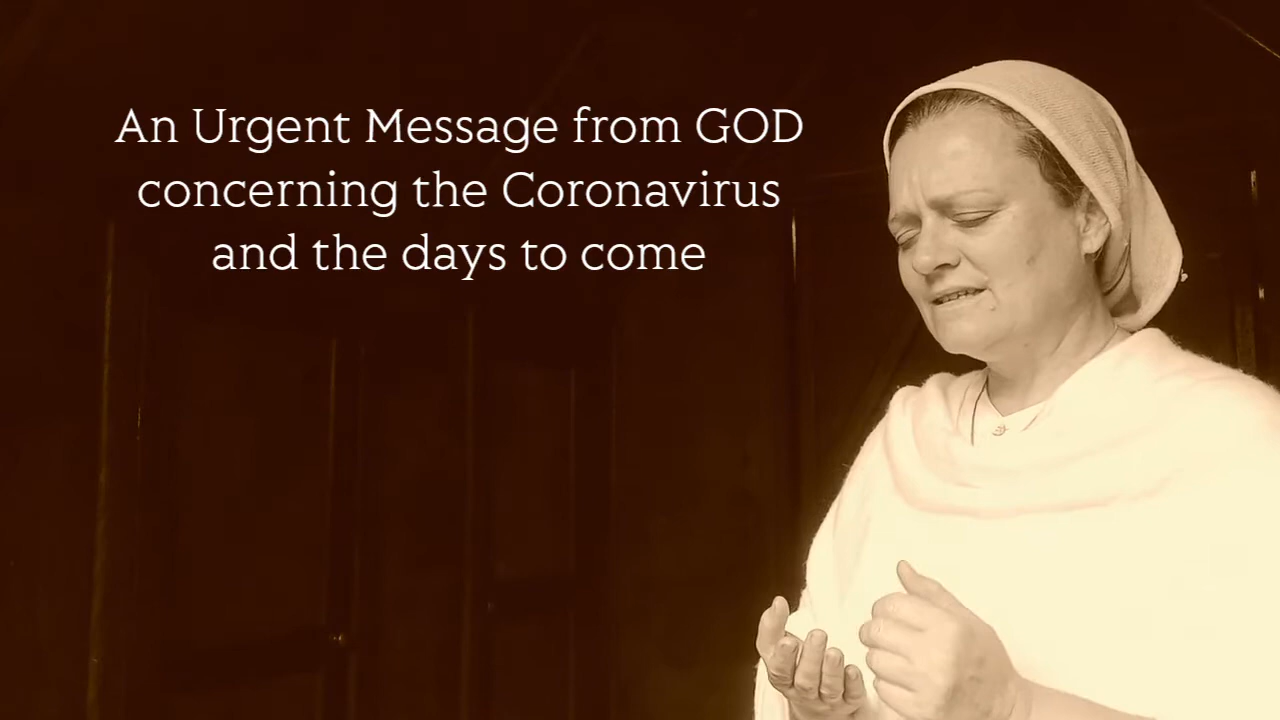 An Urgent Message from GOD
concerning the Coronavirus
and the days to come